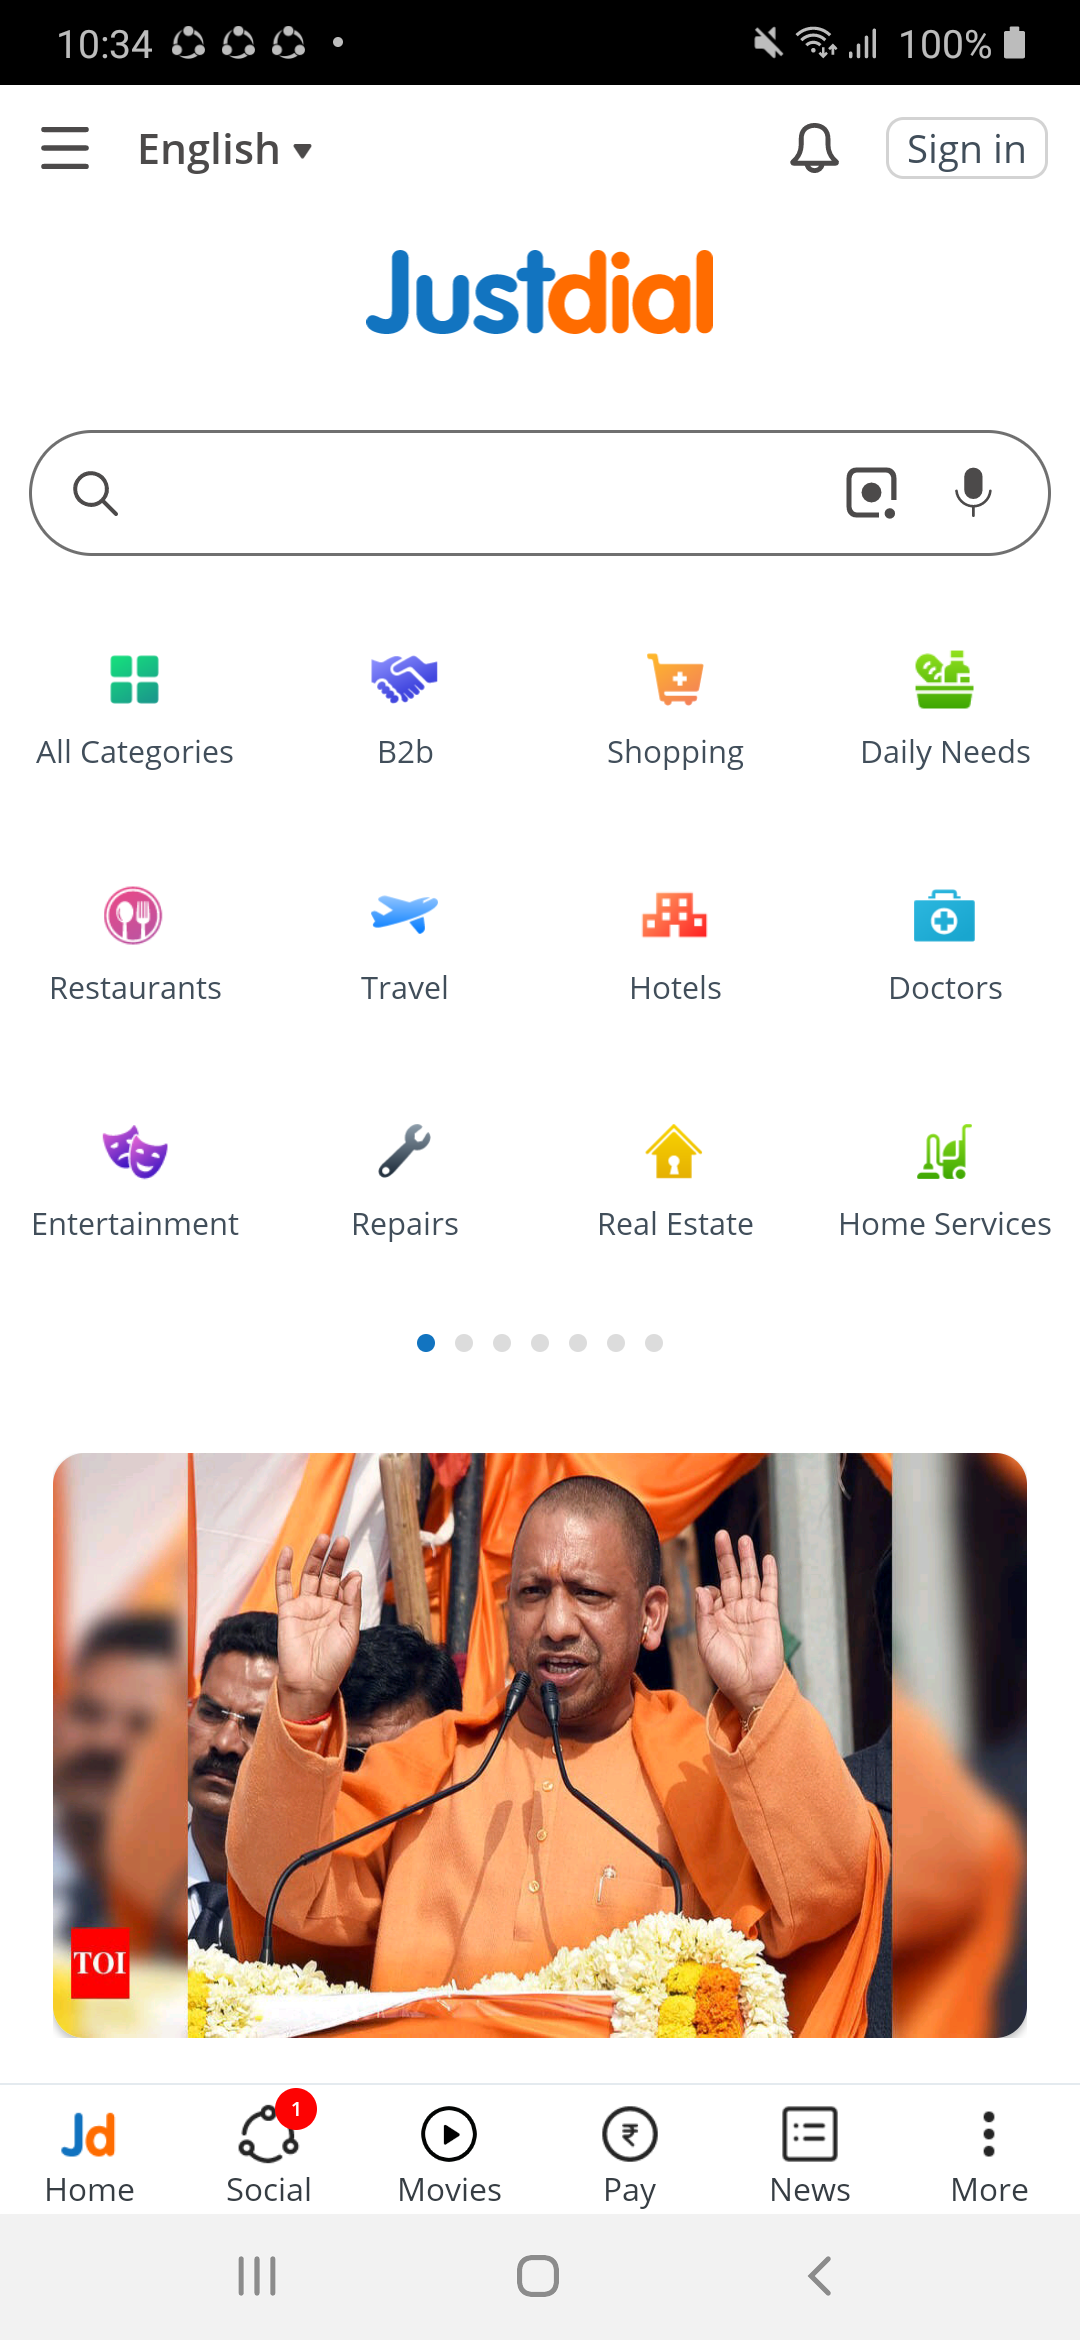 10:34 100%
English Sign in
Justdial
All Categories B2b Shopping Daily Needs
Restaurants Travel Hotels Doctors
Entertainment Repairs Real Estate Home Services
TOI
1
Jd ₹
Home Social Movies Pay News More